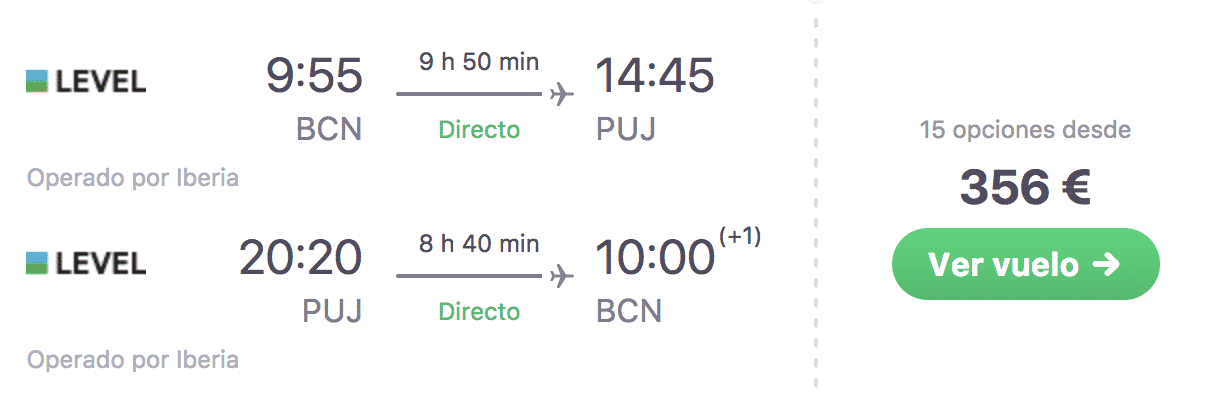 LEVEL
9:55
9 h 50 min
14:45
BCN
Directo
PUJ
Operado por Iberia
LEVEL
20:20
8 h 40 min
10:00(+1)
PUJ
Directo
BCN
Operado por Iberia
15 opciones desde
356 €
Ver vuelo →